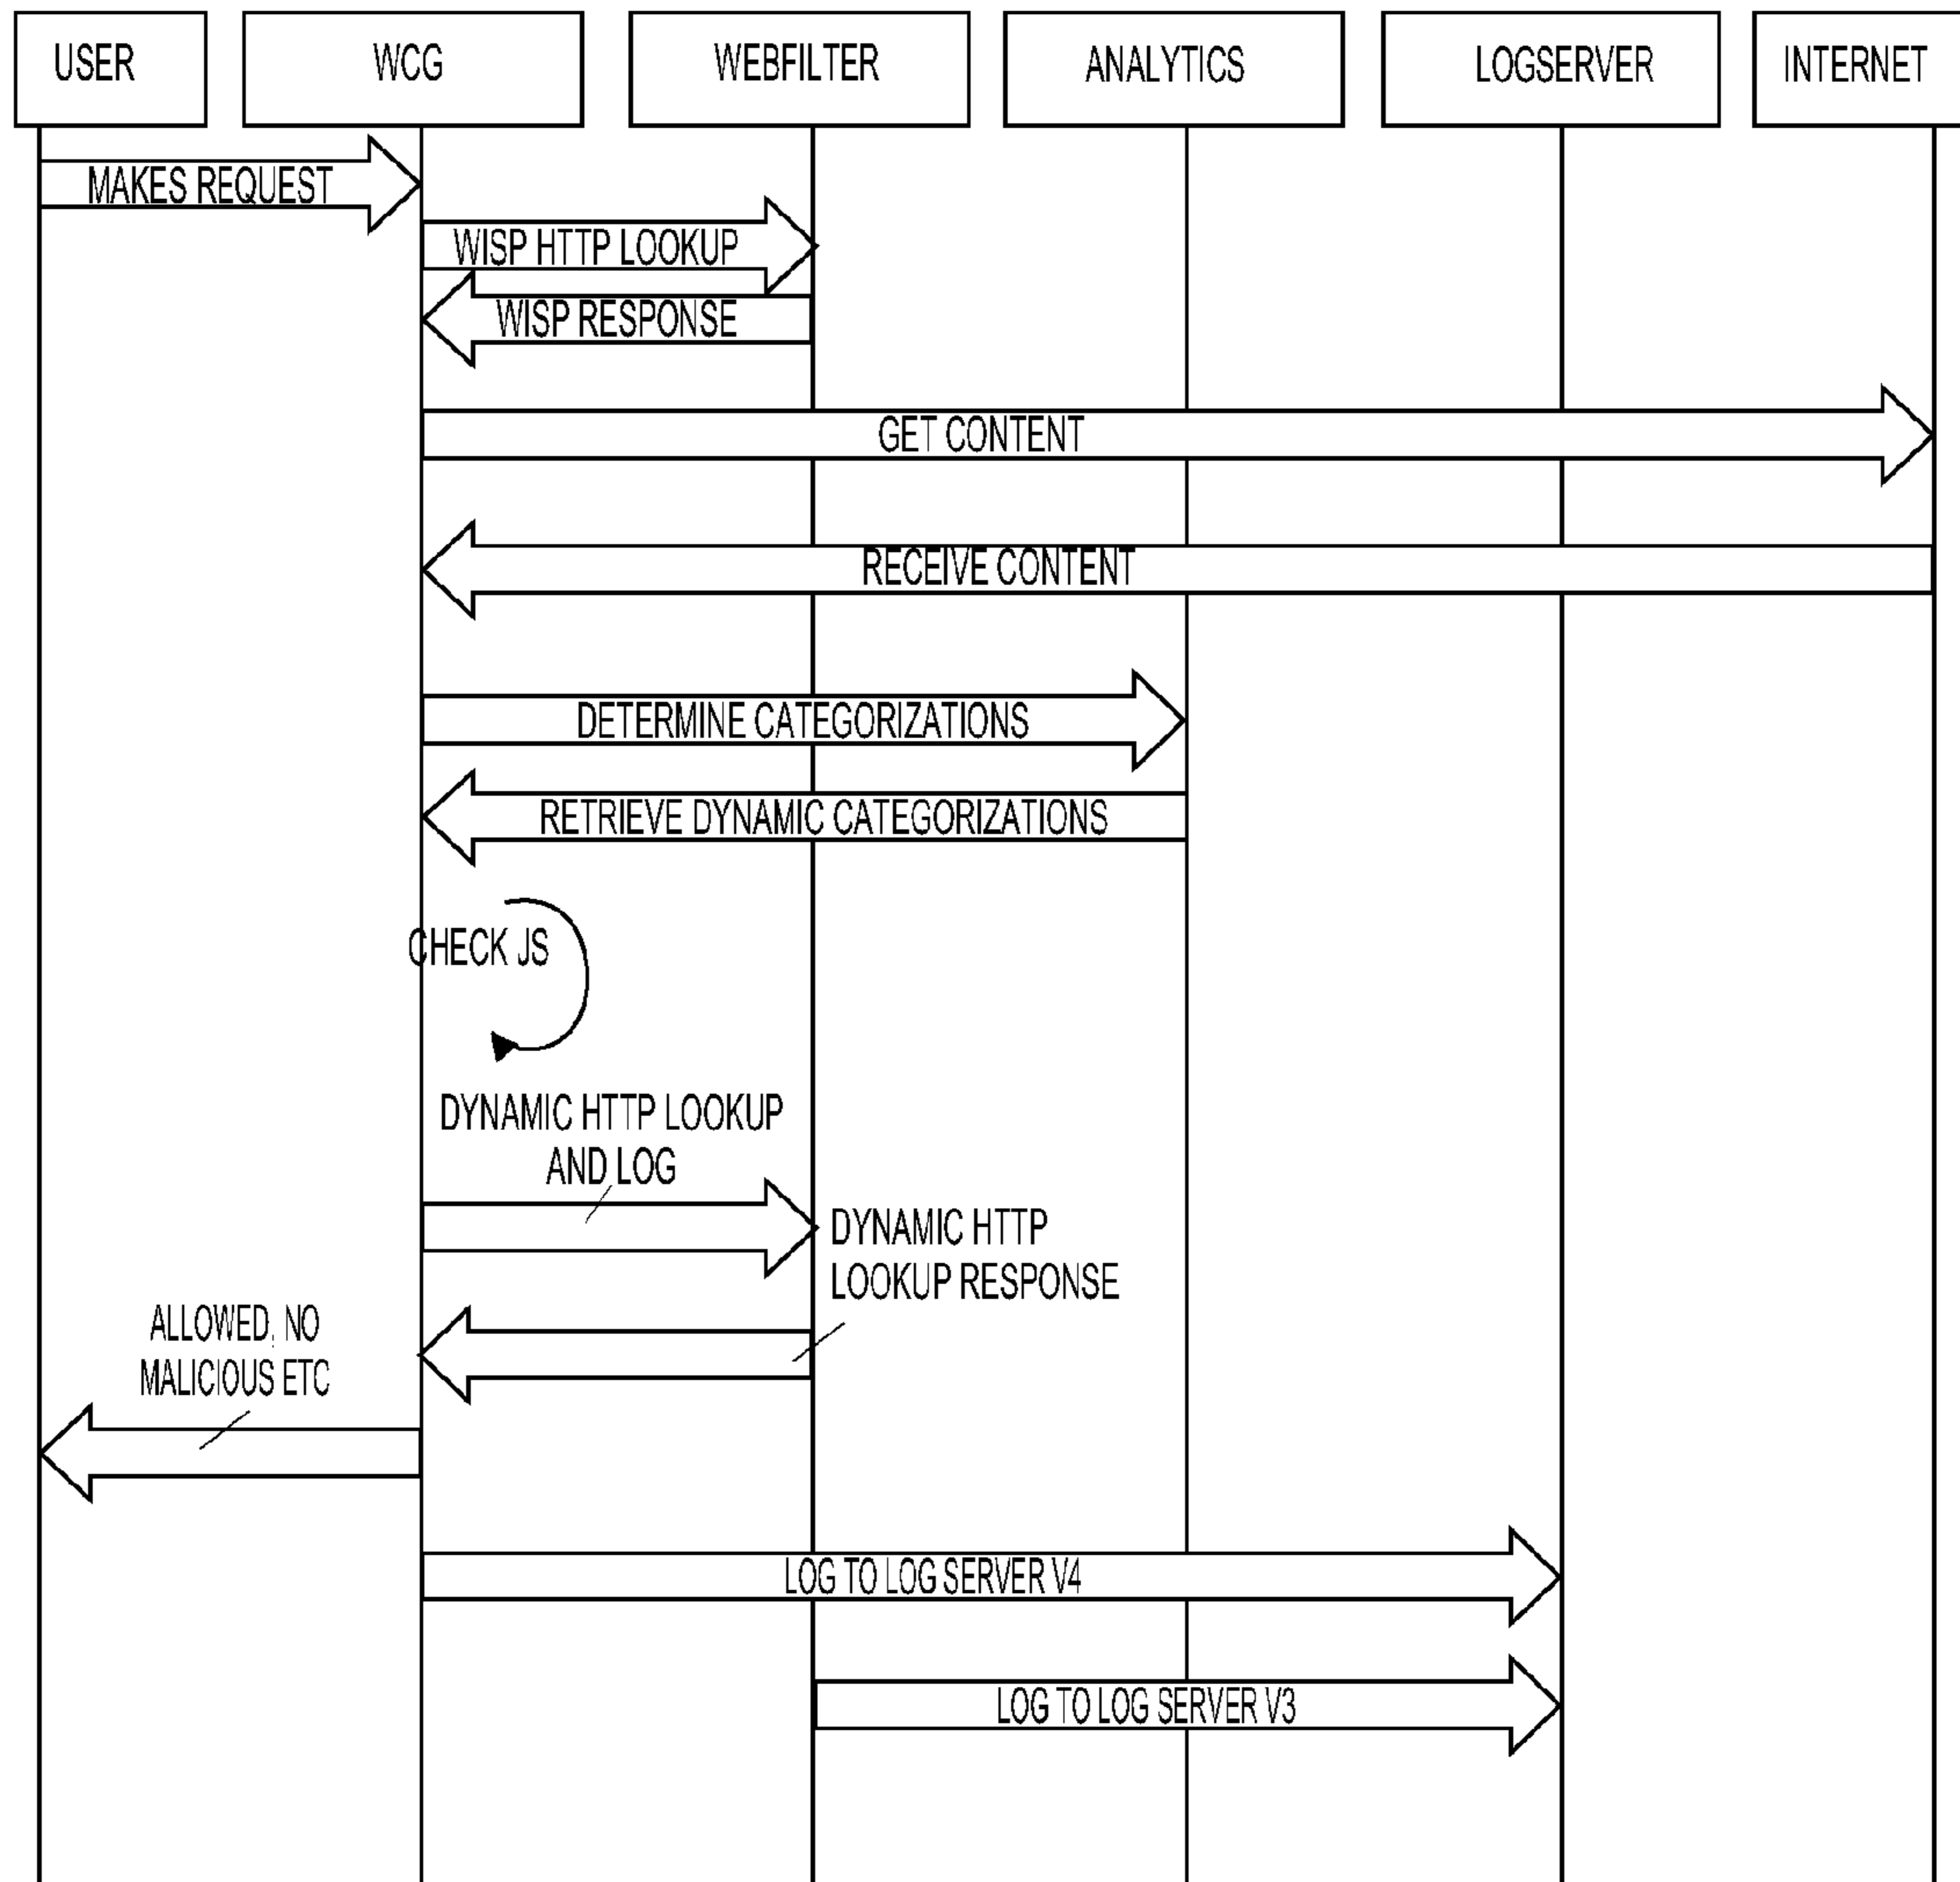 USER
WCG
WEBFILTER
ANALYTICS
LOGSERVER
INTERNET
MAKES REQUEST
WISP HTTP LOOKUP
WISP RESPONSE
GET CONTENT
RECEIVE CONTENT
DETERMINE CATEGORIZATIONS
RETRIEVE DYNAMIC CATEGORIZATIONS
CHECK JS
DYNAMIC HTTP LOOKUP
AND LOG
DYNAMIC HTTP
LOOKUP RESPONSE
ALLOWED, NO
MALICIOUS ETC
LOG TO LOG SERVER V4
LOG TO LOG SERVER V3